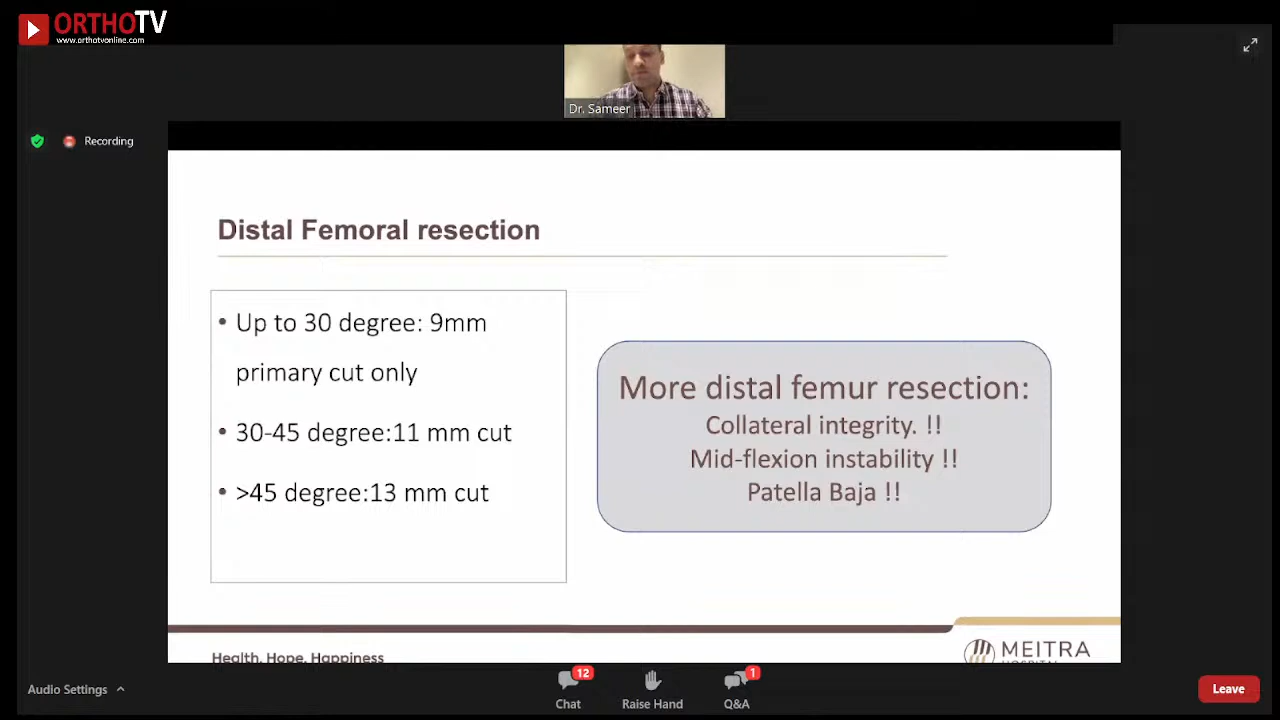 ORTHOTV
www.orthotvonline.com
Dr. Sameer
Recording
Distal Femoral resection
• Up to 30 degree: 9mm
primary cut only
• 30-45 degree:11 mm cut
• >45 degree:13 mm cut
More distal femur resection:
Collateral integrity. !!
Mid-flexion instability !!
Patella Baja !!
Health. Hope. Happiness
MEITRA
HOSPITAL
Audio Settings
12
Chat
Raise Hand
1
Q&A
Leave